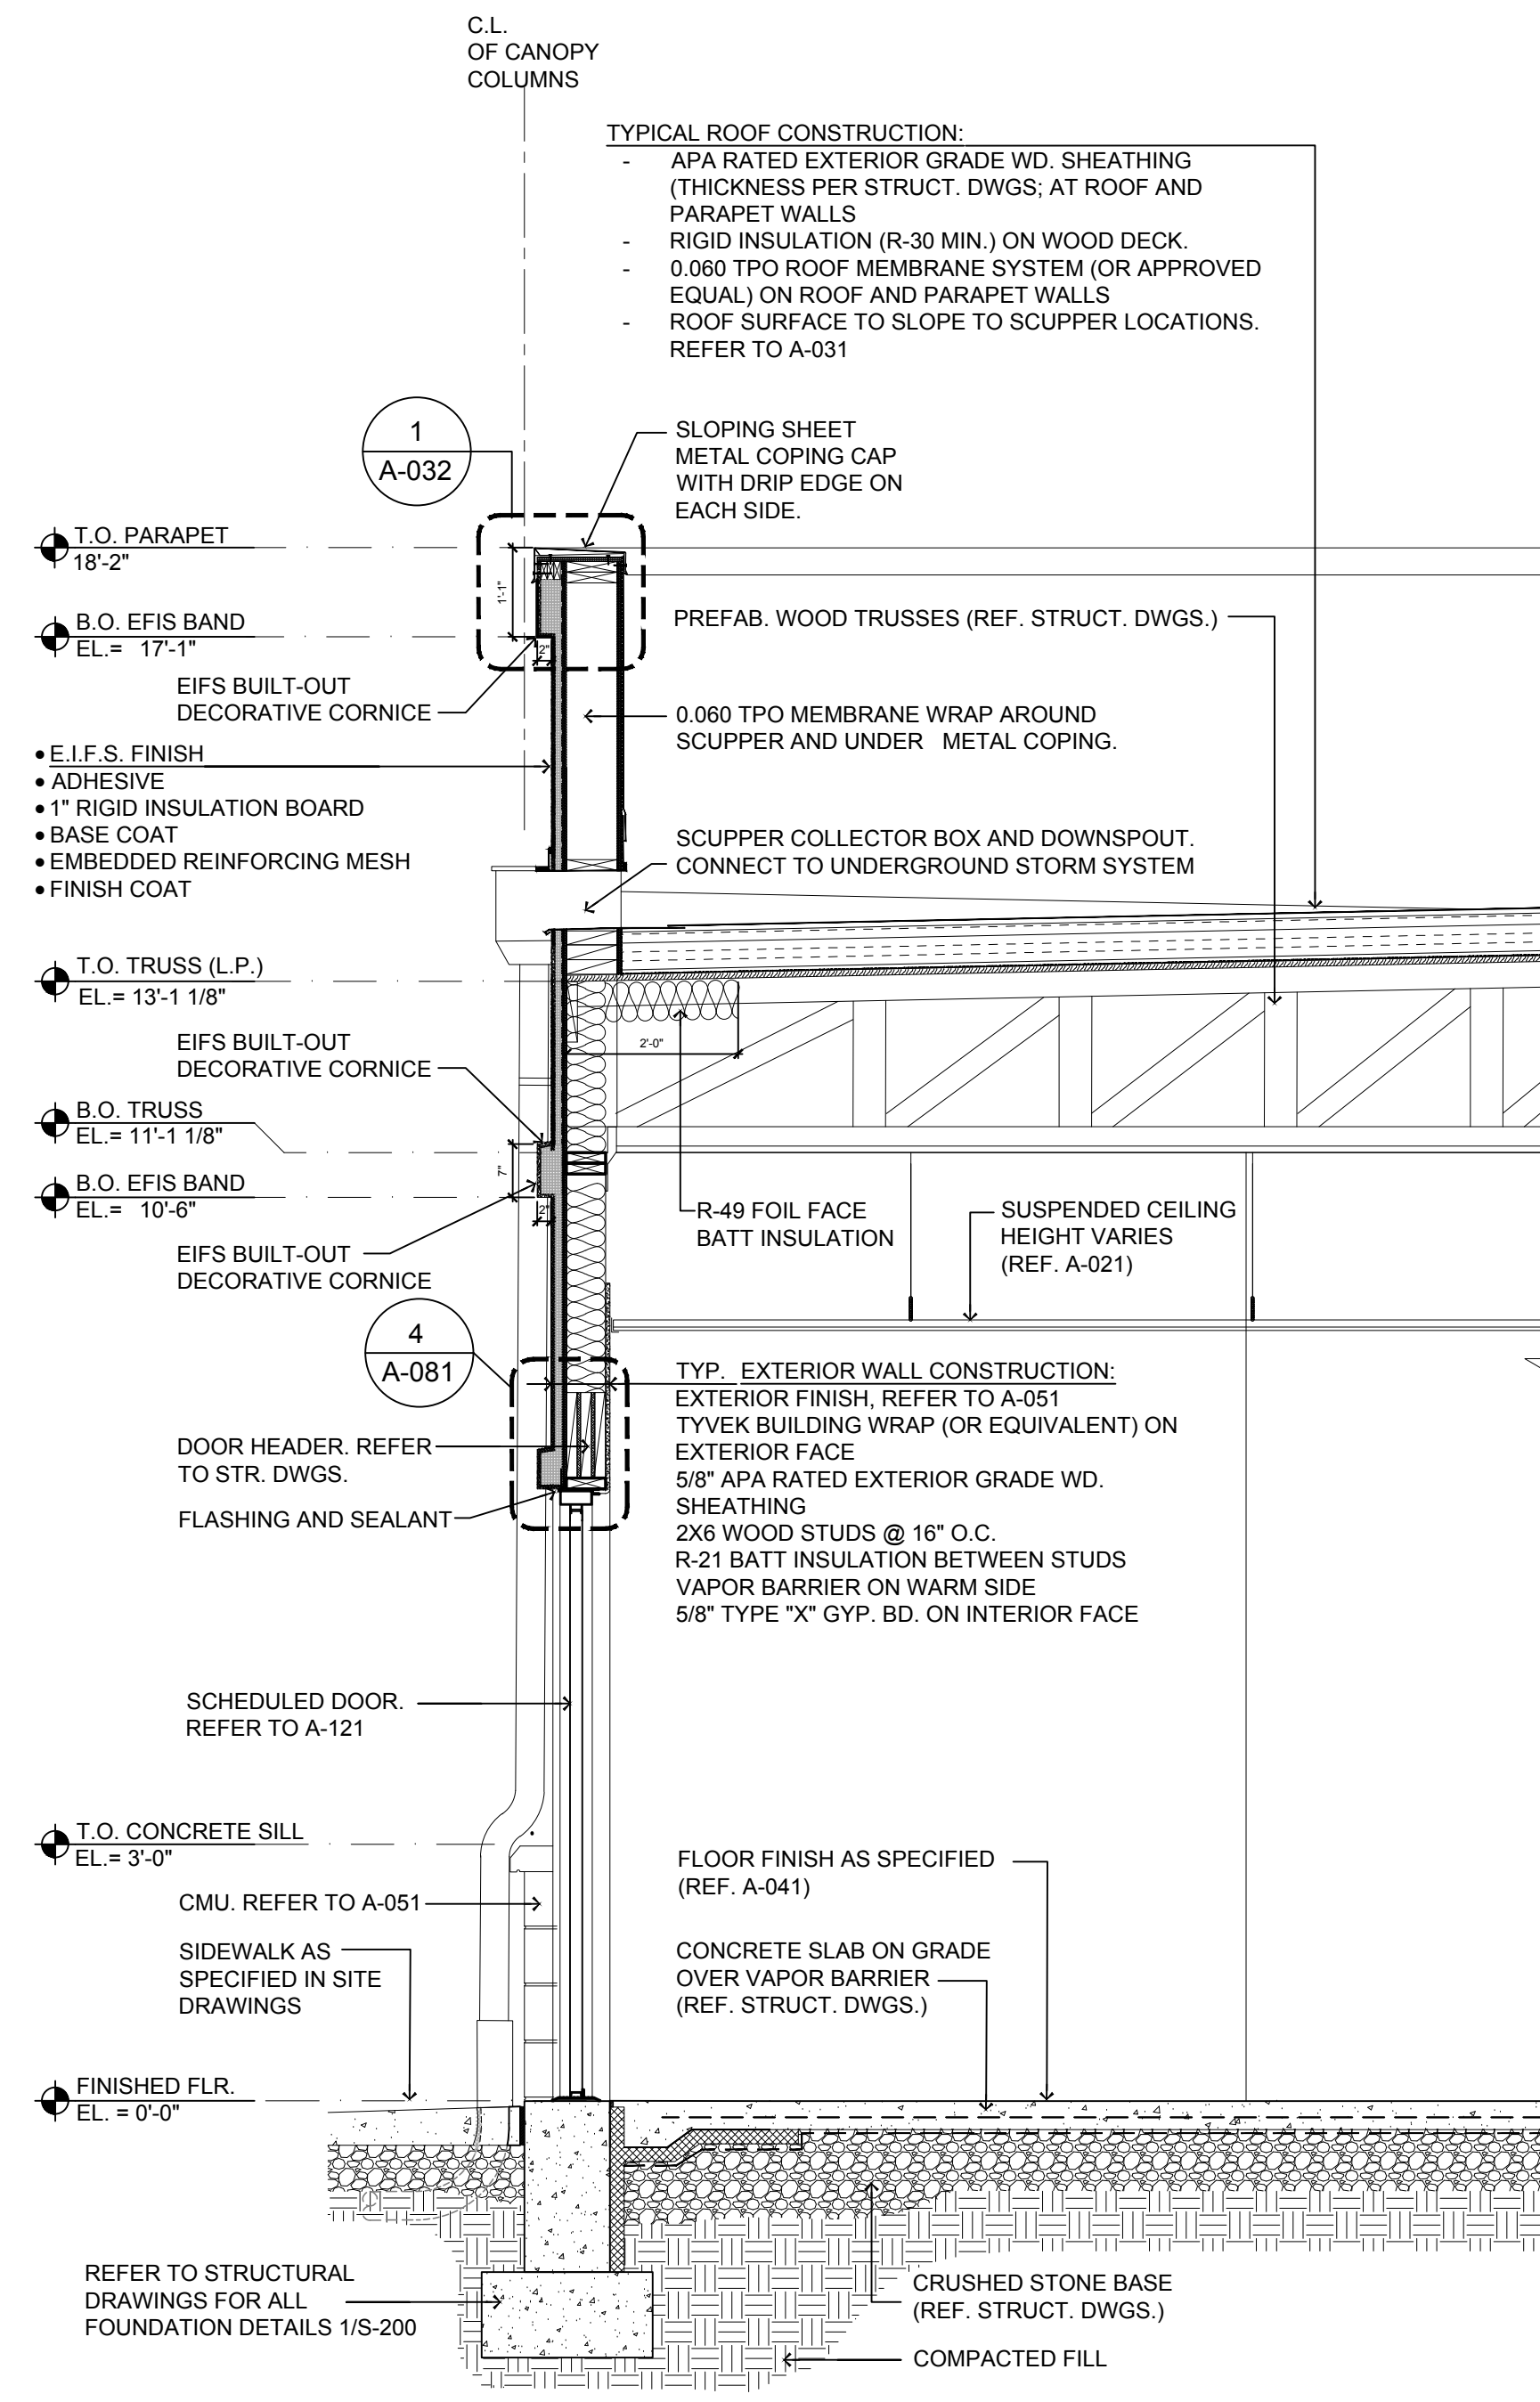 C.L.
OF CANOPY
COLUMNS
TYPICAL ROOF CONSTRUCTION:
- APA RATED EXTERIOR GRADE WD. SHEATHING
(THICKNESS PER STRUCT. DWGS; AT ROOF AND
PARAPET WALLS
- RIGID INSULATION (R-30 MIN.) ON WOOD DECK.
- 0.060 TPO ROOF MEMBRANE SYSTEM (OR APPROVED
EQUAL) ON ROOF AND PARAPET WALLS
- ROOF SURFACE TO SLOPE TO SCUPPER LOCATIONS.
REFER TO A-031
1
A-032
SLOPING SHEET
METAL COPING CAP
WITH DRIP EDGE ON
EACH SIDE.
T.O. PARAPET
18'-2"
1'-1"
B.O. EFIS BAND
EL.= 17'-1"
2"
PREFAB. WOOD TRUSSES (REF. STRUCT. DWGS.)
EIFS BUILT-OUT
DECORATIVE CORNICE
0.060 TPO MEMBRANE WRAP AROUND
SCUPPER AND UNDER METAL COPING.
• E.I.F.S. FINISH
• ADHESIVE
• 1" RIGID INSULATION BOARD
• BASE COAT
• EMBEDDED REINFORCING MESH
• FINISH COAT
SCUPPER COLLECTOR BOX AND DOWNSPOUT.
CONNECT TO UNDERGROUND STORM SYSTEM
T.O. TRUSS (L.P.)
EL.= 13'-1 1/8"
2'-0"
EIFS BUILT-OUT
DECORATIVE CORNICE
B.O. TRUSS
EL.= 11'-1 1/8"
7"
B.O. EFIS BAND
EL.= 10'-6"
2"
R-49 FOIL FACE
BATT INSULATION
SUSPENDED CEILING
HEIGHT VARIES
(REF. A-021)
EIFS BUILT-OUT
DECORATIVE CORNICE
4
A-081
TYP. EXTERIOR WALL CONSTRUCTION:
EXTERIOR FINISH, REFER TO A-051
TYVEK BUILDING WRAP (OR EQUIVALENT) ON
EXTERIOR FACE
5/8" APA RATED EXTERIOR GRADE WD.
SHEATHING
2X6 WOOD STUDS @ 16" O.C.
R-21 BATT INSULATION BETWEEN STUDS
VAPOR BARRIER ON WARM SIDE
5/8" TYPE "X" GYP. BD. ON INTERIOR FACE
DOOR HEADER. REFER
TO STR. DWGS.
FLASHING AND SEALANT
SCHEDULED DOOR.
REFER TO A-121
T.O. CONCRETE SILL
EL.= 3'-0"
FLOOR FINISH AS SPECIFIED
(REF. A-041)
CMU. REFER TO A-051
SIDEWALK AS
SPECIFIED IN SITE
DRAWINGS
CONCRETE SLAB ON GRADE
OVER VAPOR BARRIER
(REF. STRUCT. DWGS.)
FINISHED FLR.
EL. = 0'-0"
REFER TO STRUCTURAL
DRAWINGS FOR ALL
FOUNDATION DETAILS 1/S-200
CRUSHED STONE BASE
(REF. STRUCT. DWGS.)
COMPACTED FILL